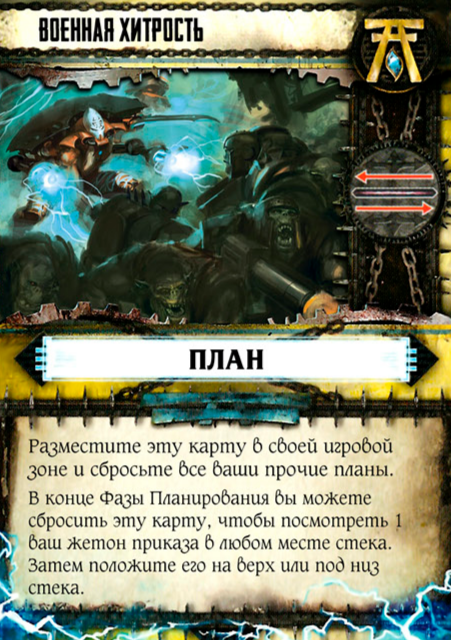 ВОЕННАЯ ХИТРОСТЬ
ПЛАН
Разместите эту карту в своей игровой
зоне и сбросьте все ваши прочие планы.
В конце Фазы Планирования вы можете
сбросить эту карту, чтобы посмотреть 1
ваш жетон приказа в любом месте стека.
Затем положите его на верх или под низ
стека.